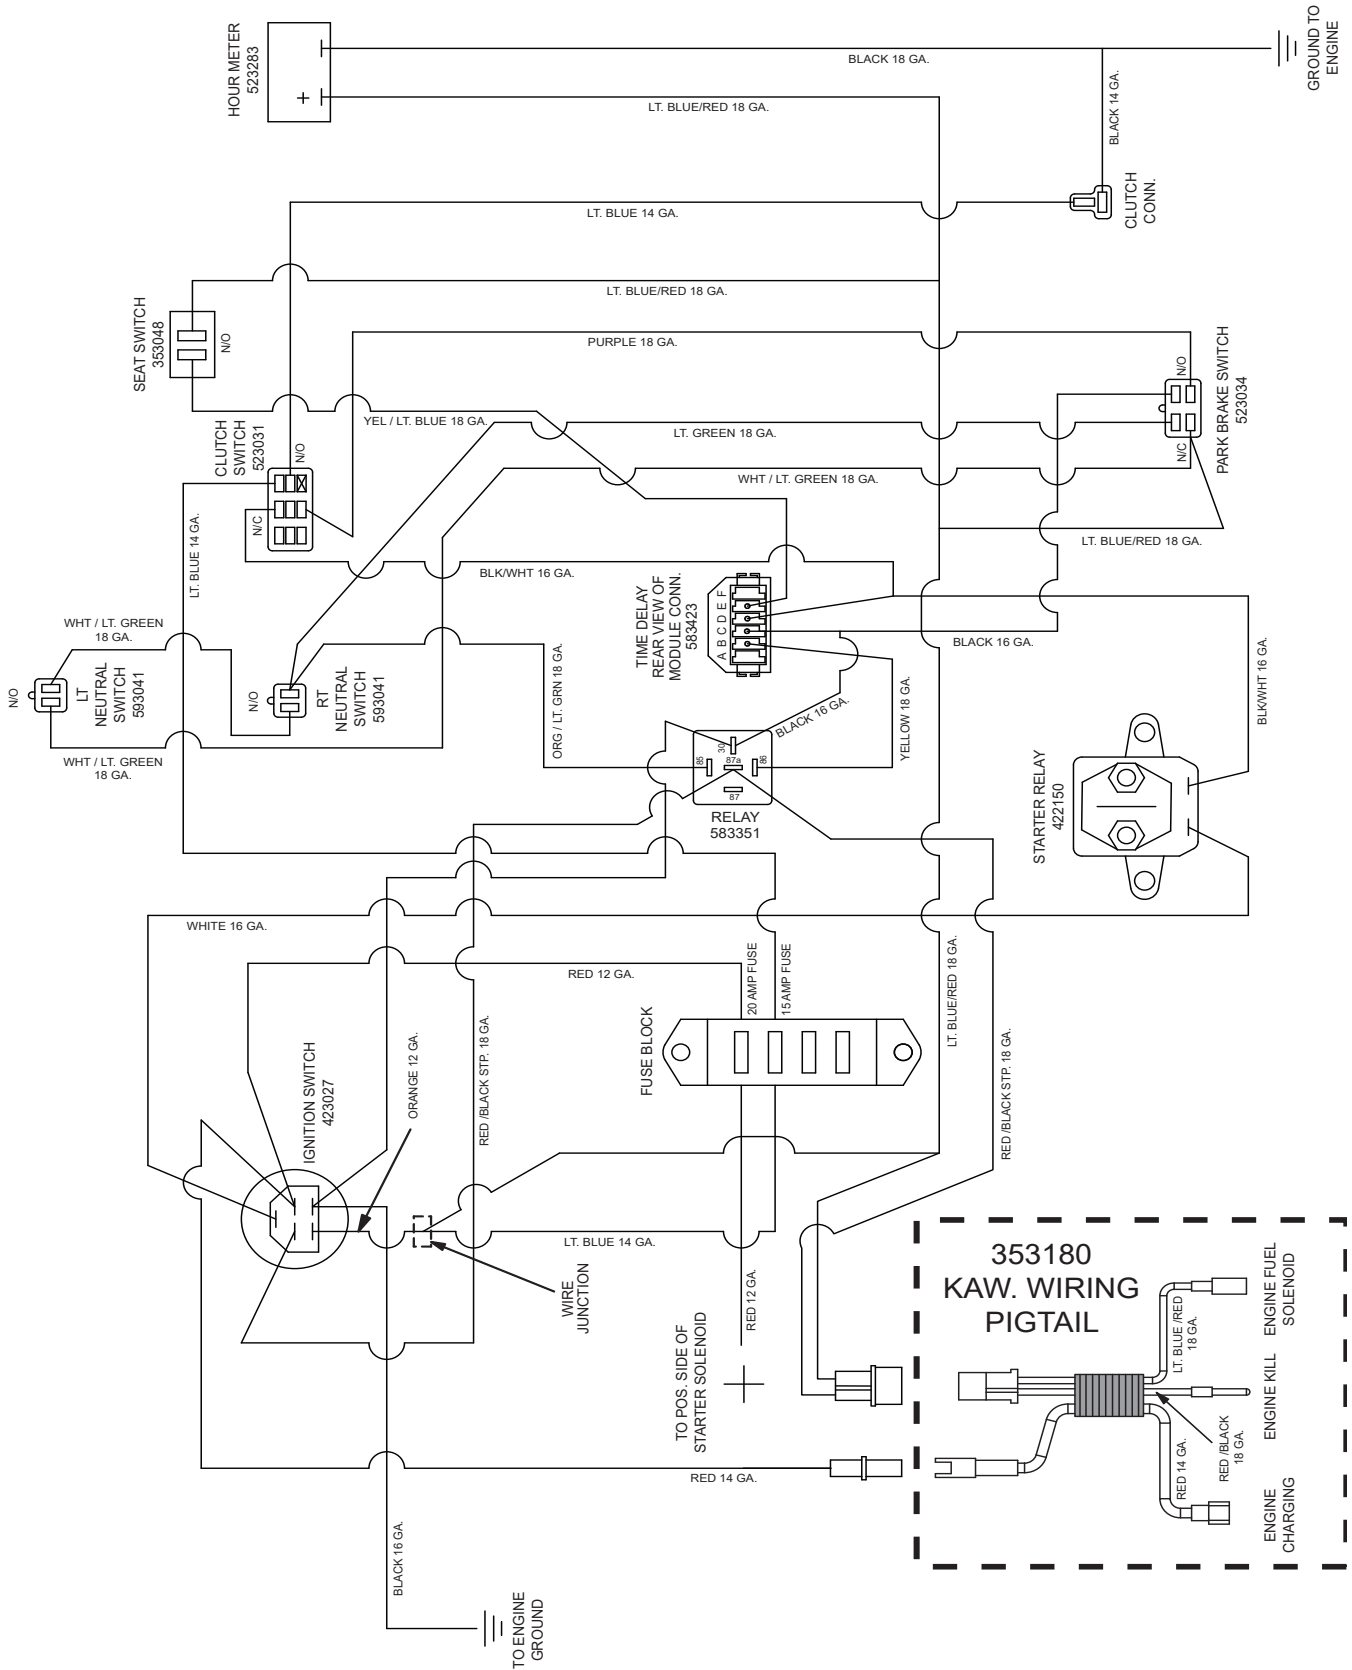 HOUR METER
523283
+
BLACK 18 GA.
LT. BLUE/RED 18 GA.
BLACK 14 GA.
GROUND TO
ENGINE
LT. BLUE 14 GA.
CLUTCH
CONN.
SEAT SWITCH
353048
N/O
LT. BLUE/RED 18 GA.
PURPLE 18 GA.
YEL / LT. BLUE 18 GA.
CLUTCH
SWITCH
523031
N/O
N/C
LT. GREEN 18 GA.
WHT / LT. GREEN 18 GA.
N/O
N/C
PARK BRAKE SWITCH
523034
LT. BLUE/RED 18 GA.
LT. BLUE 14 GA.
BLK/WHT 16 GA.
TIME DELAY
REAR VIEW OF
MODULE CONN.
583423
A B C D E F
BLACK 16 GA.
WHT / LT. GREEN
18 GA.
N/O
LT
NEUTRAL
SWITCH
593041
N/O
RT
NEUTRAL
SWITCH
593041
WHT / LT. GREEN
18 GA.
ORG / LT. GRN 18 GA.
BLACK 16 GA.
YELLOW 18 GA.
BLK/WHT 16 GA.
30
85
87a
86
87
RELAY
583351
STARTER RELAY
422150
WHITE 16 GA.
RED 12 GA.
20 AMP FUSE
15 AMP FUSE
LT. BLUE/RED 18 GA.
FUSE BLOCK
IGNITION SWITCH
423027
ORANGE 12 GA.
RED /BLACK STP. 18 GA.
RED /BLACK STP. 18 GA.
LT. BLUE 14 GA.
WIRE
JUNCTION
RED 12 GA.
TO POS. SIDE OF
STARTER SOLENOID
RED 14 GA.
BLACK 16 GA.
TO ENGINE
GROUND
353180
KAW. WIRING
PIGTAIL
LT. BLUE /RED
18 GA.
ENGINE FUEL
SOLENOID
ENGINE KILL
RED /BLACK
18 GA.
RED 14 GA.
ENGINE
CHARGING